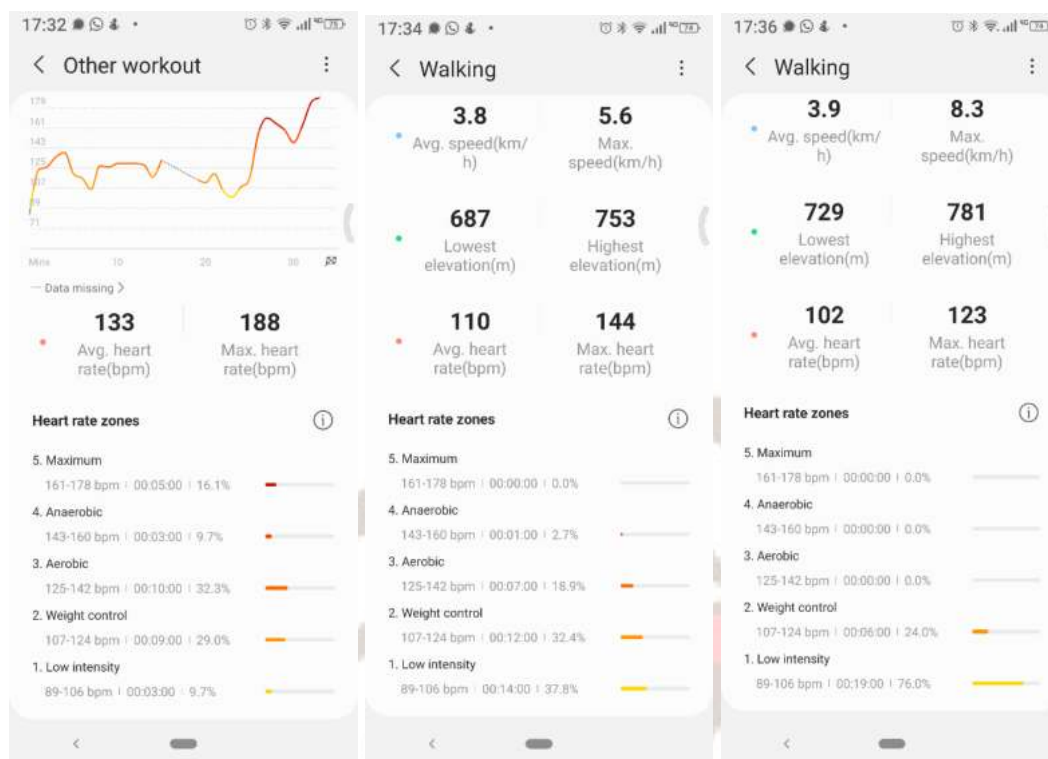 17:32
75
Other workout
179
161
143
125
107
89
71
Mins 10 20 30
Data missing >
133 188
Avg. heart Max. heart
rate(bpm) rate(bpm)
Heart rate zones
5. Maximum
161-178 bpm | 00:05:00 | 16.1%
4. Anaerobic
143-160 bpm | 00:03:00 | 9.7%
3. Aerobic
125-142 bpm | 00:10:00 | 32.3%
2. Weight control
107-124 bpm | 00:09:00 | 29.0%
1. Low intensity
89-106 bpm | 00:03:00 | 9.7%
17:34
74
Walking
3.8 5.6
Avg. speed(km/ Max.
h) speed(km/h)
687 753
Lowest Highest
elevation(m) elevation(m)
110 144
Avg. heart Max. heart
rate(bpm) rate(bpm)
Heart rate zones
5. Maximum
161-178 bpm | 00:00:00 | 0.0%
4. Anaerobic
143-160 bpm | 00:01:00 | 2.7%
3. Aerobic
125-142 bpm | 00:07:00 | 18.9%
2. Weight control
107-124 bpm | 00:12:00 | 32.4%
1. Low intensity
89-106 bpm | 00:14:00 | 37.8%
17:36
74
Walking
3.9 8.3
Avg. speed(km/ Max.
h) speed(km/h)
729 781
Lowest Highest
elevation(m) elevation(m)
102 123
Avg. heart Max. heart
rate(bpm) rate(bpm)
Heart rate zones
5. Maximum
161-178 bpm | 00:00:00 | 0.0%
4. Anaerobic
143-160 bpm | 00:00:00 | 0.0%
3. Aerobic
125-142 bpm | 00:00:00 | 0.0%
2. Weight control
107-124 bpm | 00:06:00 | 24.0%
1. Low intensity
89-106 bpm | 00:19:00 | 76.0%